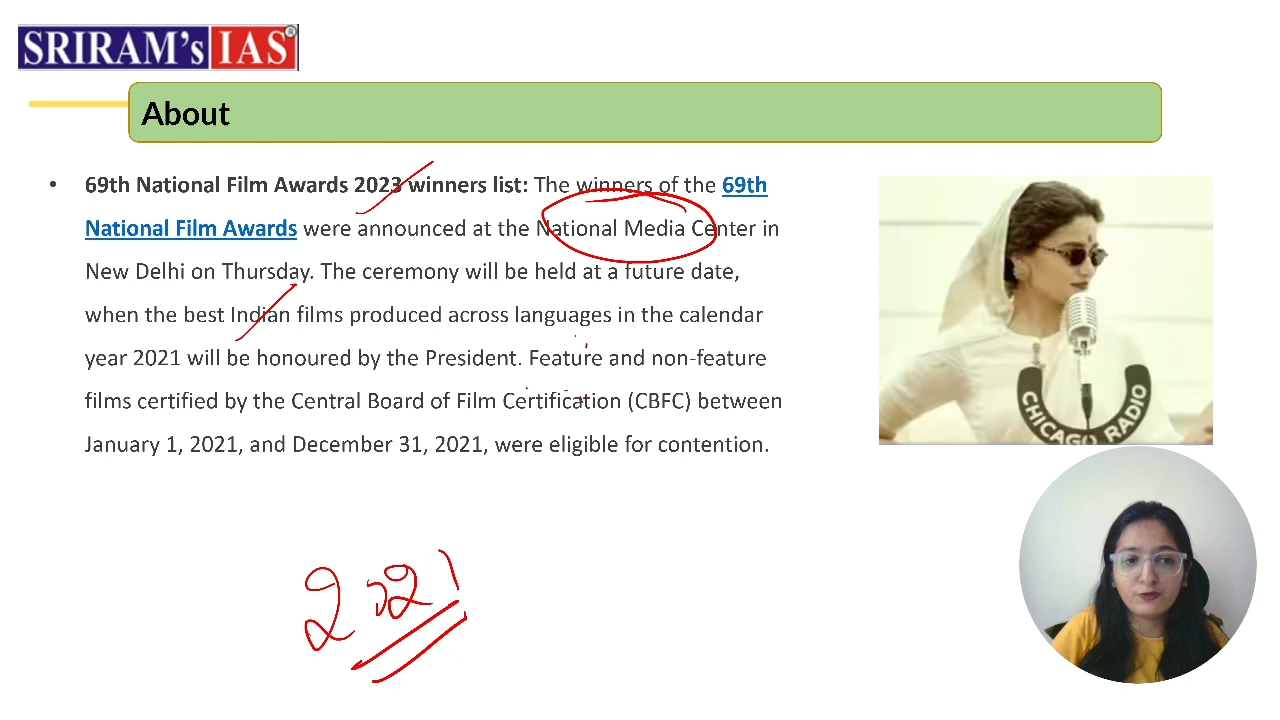 SRIRAM's IAS®
About
• 69th National Film Awards 2023 winners list: The winners of the 69th
National Film Awards were announced at the National Media Center in
New Delhi on Thursday. The ceremony will be held at a future date,
when the best Indian films produced across languages in the calendar
year 2021 will be honoured by the President. Feature and non-feature
films certified by the Central Board of Film Certification (CBFC) between
January 1, 2021, and December 31, 2021, were eligible for contention.
CHICAGO RADIO
2021